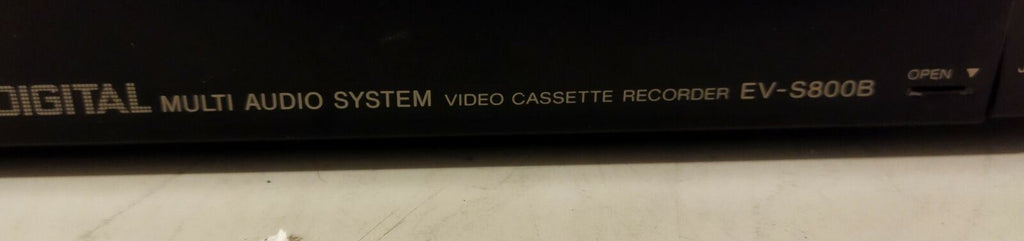 DIGITAL MULTI AUDIO SYSTEM VIDEO CASSETTE RECORDER EV-S800B
OPEN ▼